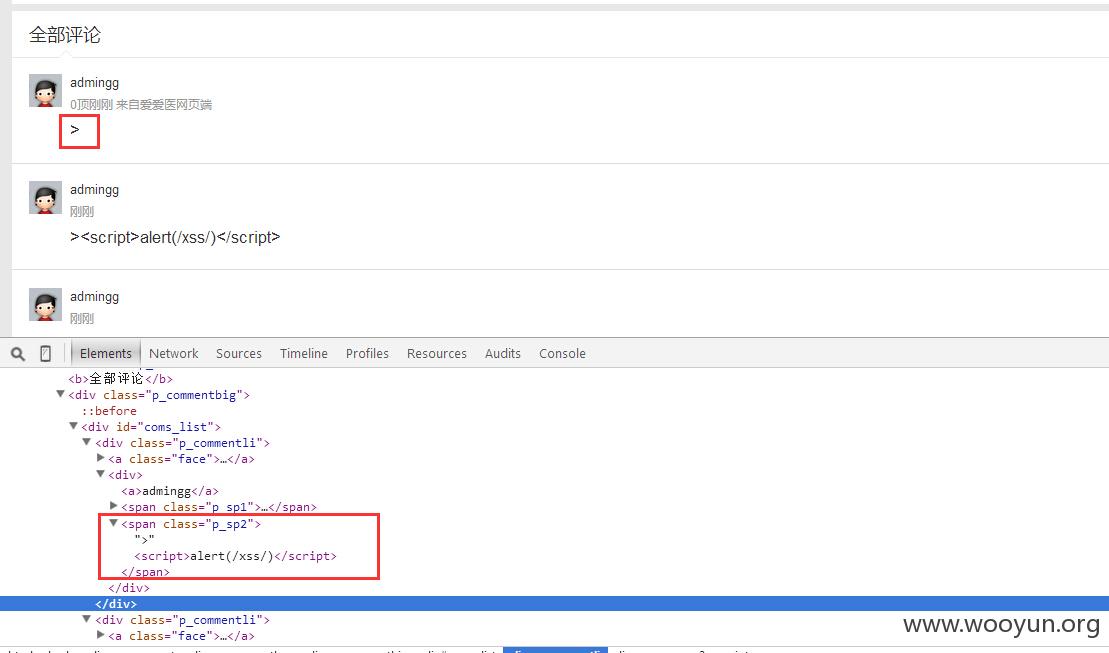 全部评论
admingg
0顶刚刚 来自爱爱医网页端
>
admingg
刚刚
><script>alert(/xss/)</script>
admingg
刚刚
Elements Network Sources Timeline Profiles Resources Audits Console
<b>全部评论</b>
▼<div class="p_commentbig">
::before
▼<div id="coms_list">
▼<div class="p_commentli">
▶<a class="face">…</a>
▼<div>
<a>admingg</a>
▶<span class="p_sp1">…</span>
▼<span class="p_sp2">
">"
<script>alert(/xss/)</script>
</span>
</div>
</div>
▼<div class="p_commentli">
▶<a class="face">…</a>
www.wooyun.org